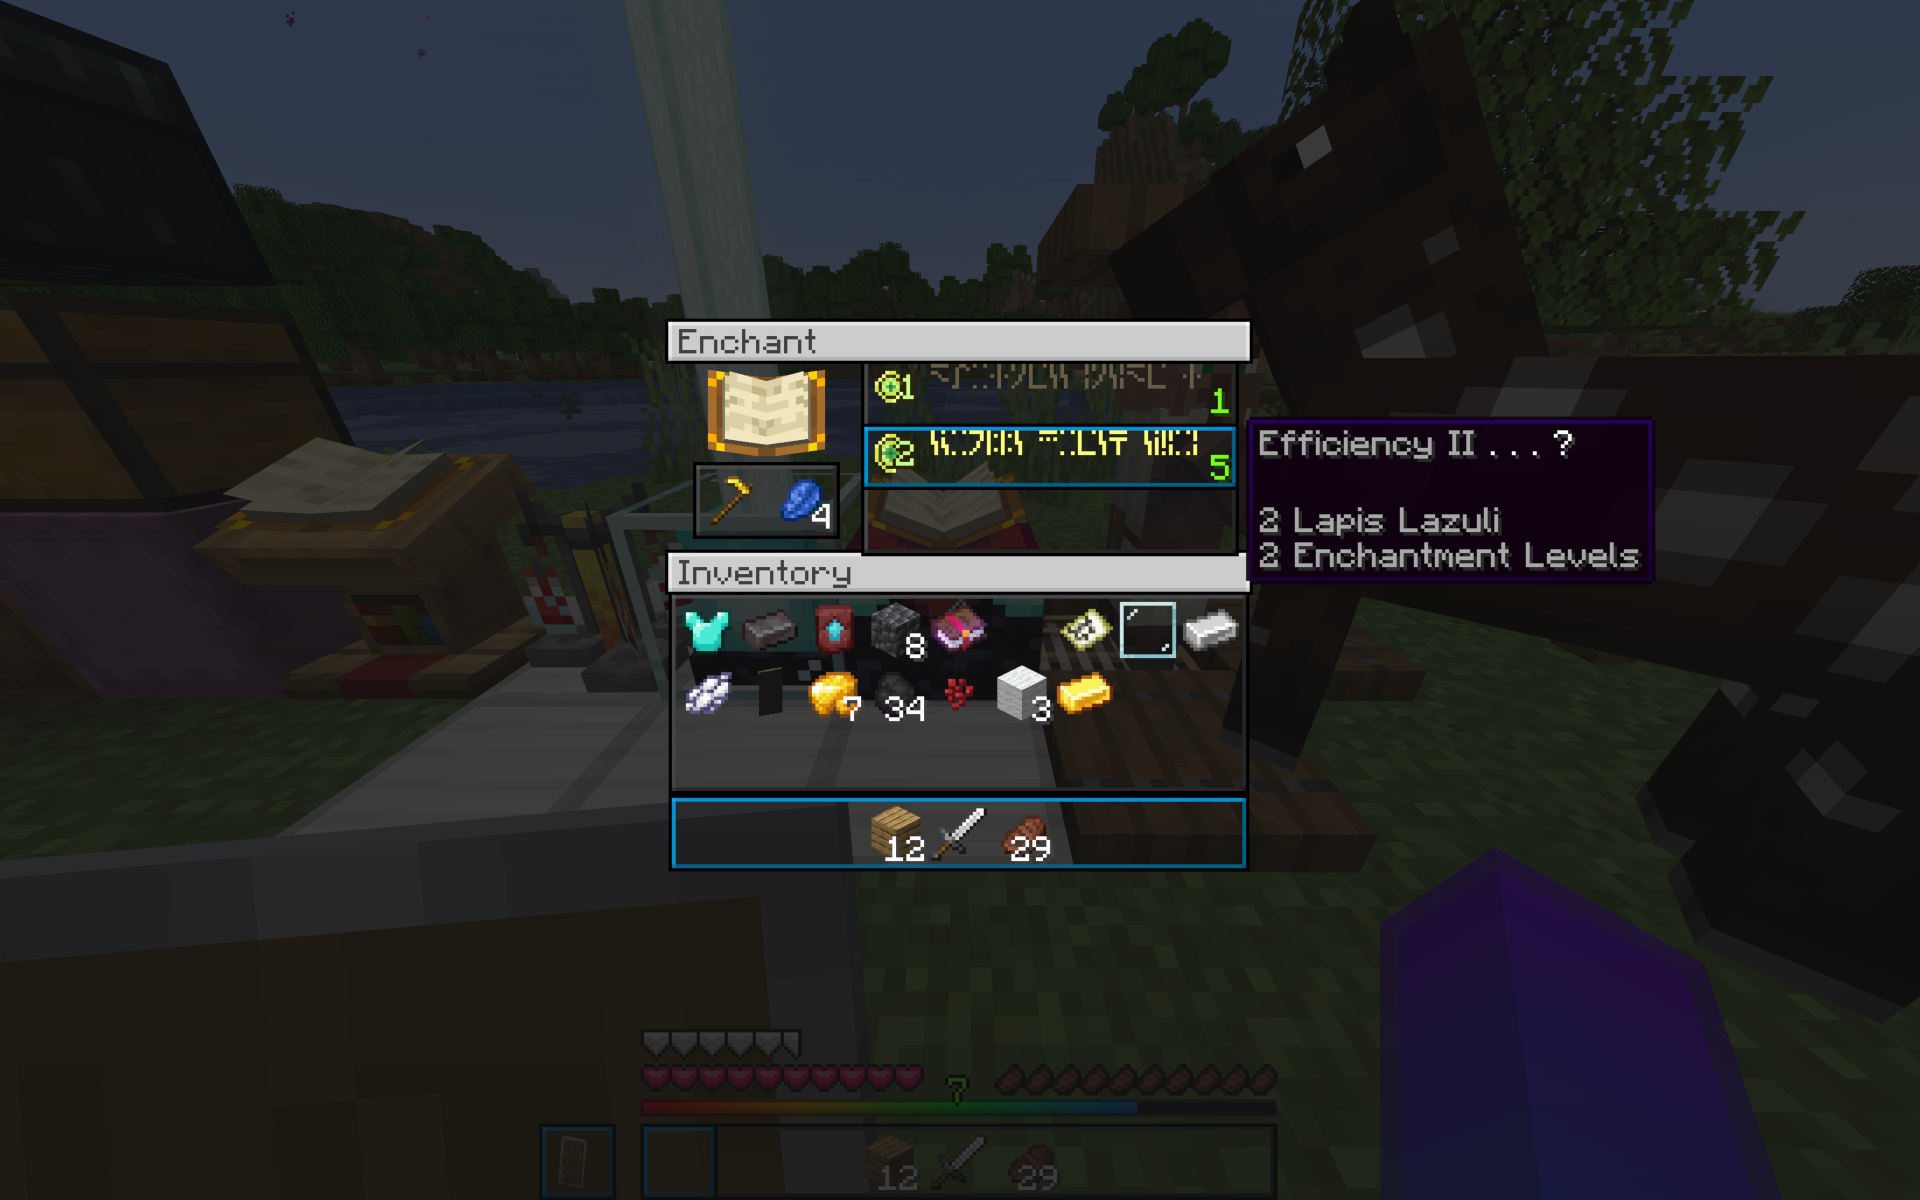 Enchant
1
1
2
5
Efficiency II . . . ?
2 Lapis Lazuli
2 Enchantment Levels
4
Inventory
8
7 34 3
12 29
7
12 29